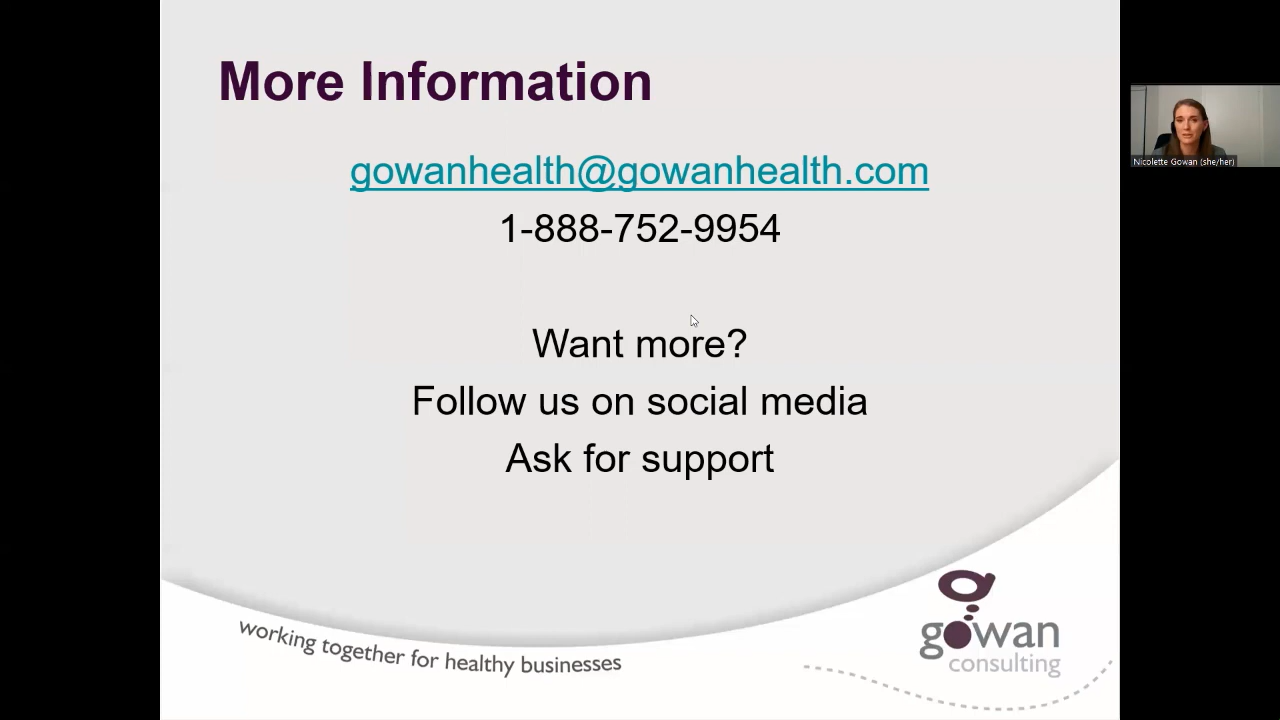 More Information
gowanhealth@gowanhealth.com
1-888-752-9954
Want more?
Follow us on social media
Ask for support
working together for healthy businesses
gowan
consulting
Nicolette Gowan (she/her)